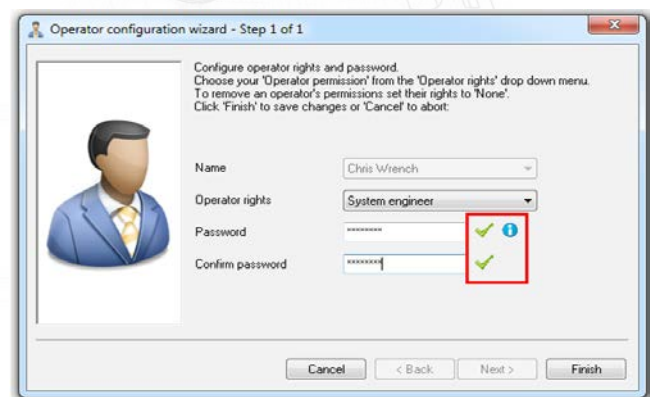 Operator configuration wizard - Step 1 of 1
Configure operator rights and password.
Choose your 'Operator permission' from the 'Operator rights' drop down menu.
To remove an operator's permissions set their rights to 'None'.
Click 'Finish' to save changes or 'Cancel' to abort:
Name Chris Wrench
Operator rights System engineer
Password ********
Confirm password ********
Cancel < Back Next > Finish